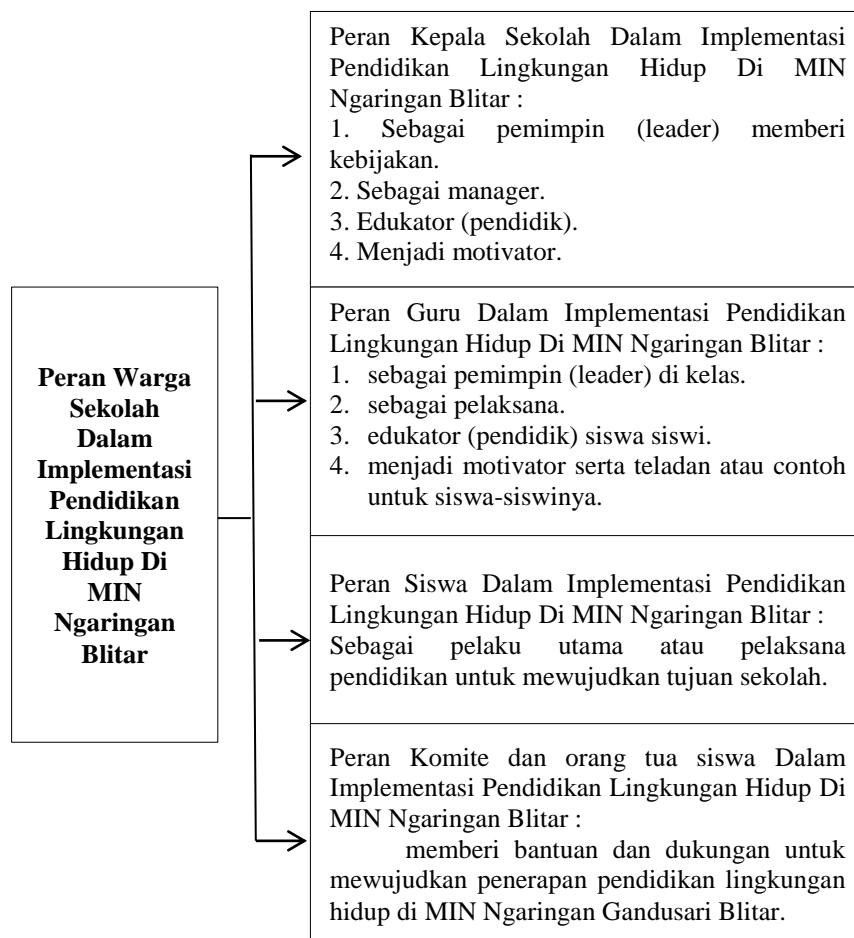 Peran Warga
Sekolah
Dalam
Implementasi
Pendidikan
Lingkungan
Hidup Di
MIN
Ngaringan
Blitar
Peran Kepala Sekolah Dalam Implementasi
Pendidikan Lingkungan Hidup Di MIN
Ngaringan Blitar :
1. Sebagai pemimpin (leader) memberi
kebijakan.
2. Sebagai manager.
3. Edukator (pendidik).
4. Menjadi motivator.
Peran Guru Dalam Implementasi Pendidikan
Lingkungan Hidup Di MIN Ngaringan Blitar :
1. sebagai pemimpin (leader) di kelas.
2. sebagai pelaksana.
3. edukator (pendidik) siswa siswi.
4. menjadi motivator serta teladan atau contoh
untuk siswa-siswinya.
Peran Siswa Dalam Implementasi Pendidikan
Lingkungan Hidup Di MIN Ngaringan Blitar :
Sebagai pelaku utama atau pelaksana
pendidikan untuk mewujudkan tujuan sekolah.
Peran Komite dan orang tua siswa Dalam
Implementasi Pendidikan Lingkungan Hidup Di
MIN Ngaringan Blitar :
memberi bantuan dan dukungan untuk
mewujudkan penerapan pendidikan lingkungan
hidup di MIN Ngaringan Gandusari Blitar.